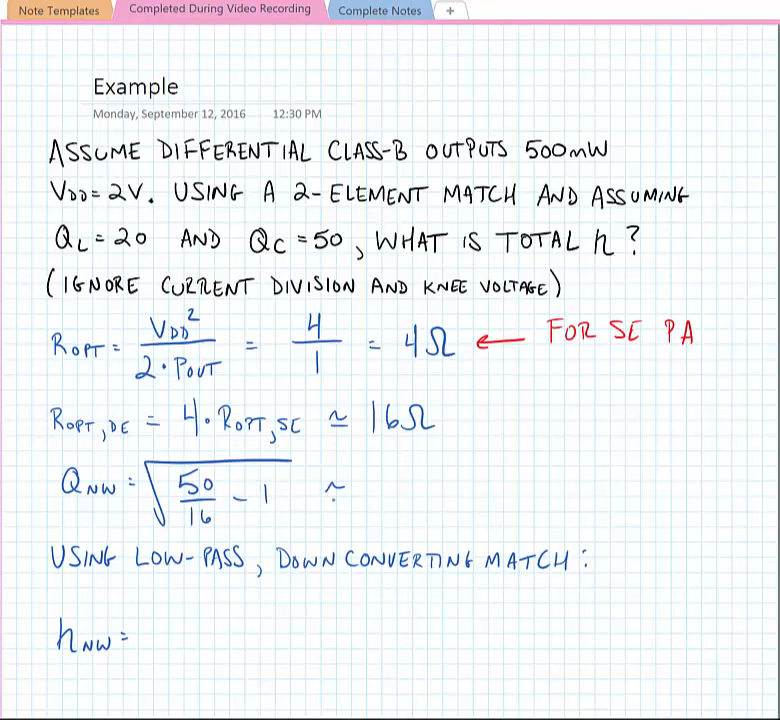 Note Templates Completed During Video Recording Complete Notes +
Example
Monday, September 12, 2016 12:30 PM
ASSUME DIFFERENTIAL CLASS-B OUTPUTS 500mW
VDD = 2V. USING A 2-ELEMENT MATCH AND ASSUMING
QL = 20 AND QC = 50, WHAT IS TOTAL η?
(IGNORE CURRENT DIVISION AND KNEE VOLTAGE)
ROPT = VDD² / 2·POUT = 4/1 = 4Ω ← FOR SE PA
ROPT,DE = 4·ROPT,SE ≃ 16Ω
QNW = √(50/16 - 1) ~
USING LOW-PASS, DOWN CONVERTING MATCH:
ηNW =